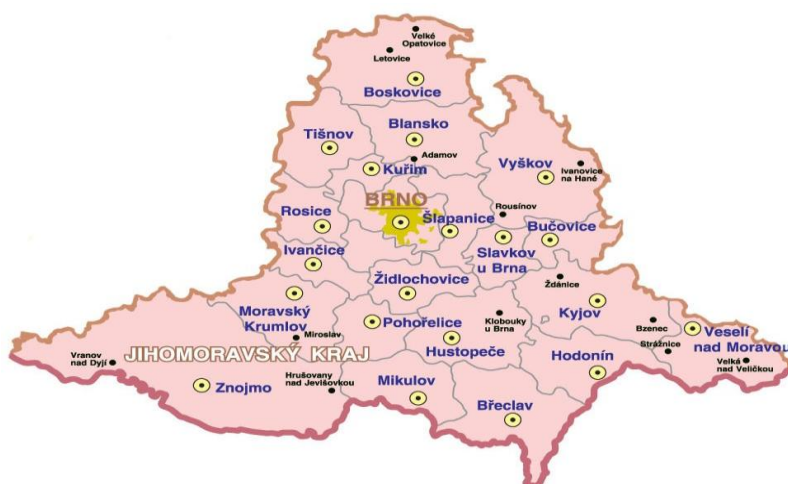 Velké
Opatovice
Letovice
Boskovice
Blansko
Tišnov
Adamov
Kuřim
Vyškov
Ivanovice
na Hané
BRNO
Rousínov
Rosice
Šlapanice
Bučovice
Ivančice
Slavkov
u Brna
Židlochovice
Ždánice
Moravský
Krumlov
Miroslav
Pohořelice
Klobouky
u Brna
Kyjov
Bzenec
Veselí
nad Moravou
Strážnice
Hustopeče
Vranov
nad Dyjí
JIHOMORAVSKÝ KRAJ
Hodonín
Velká
nad Veličkou
Znojmo
Hrušovany
nad Jevišovkou
Mikulov
Břeclav